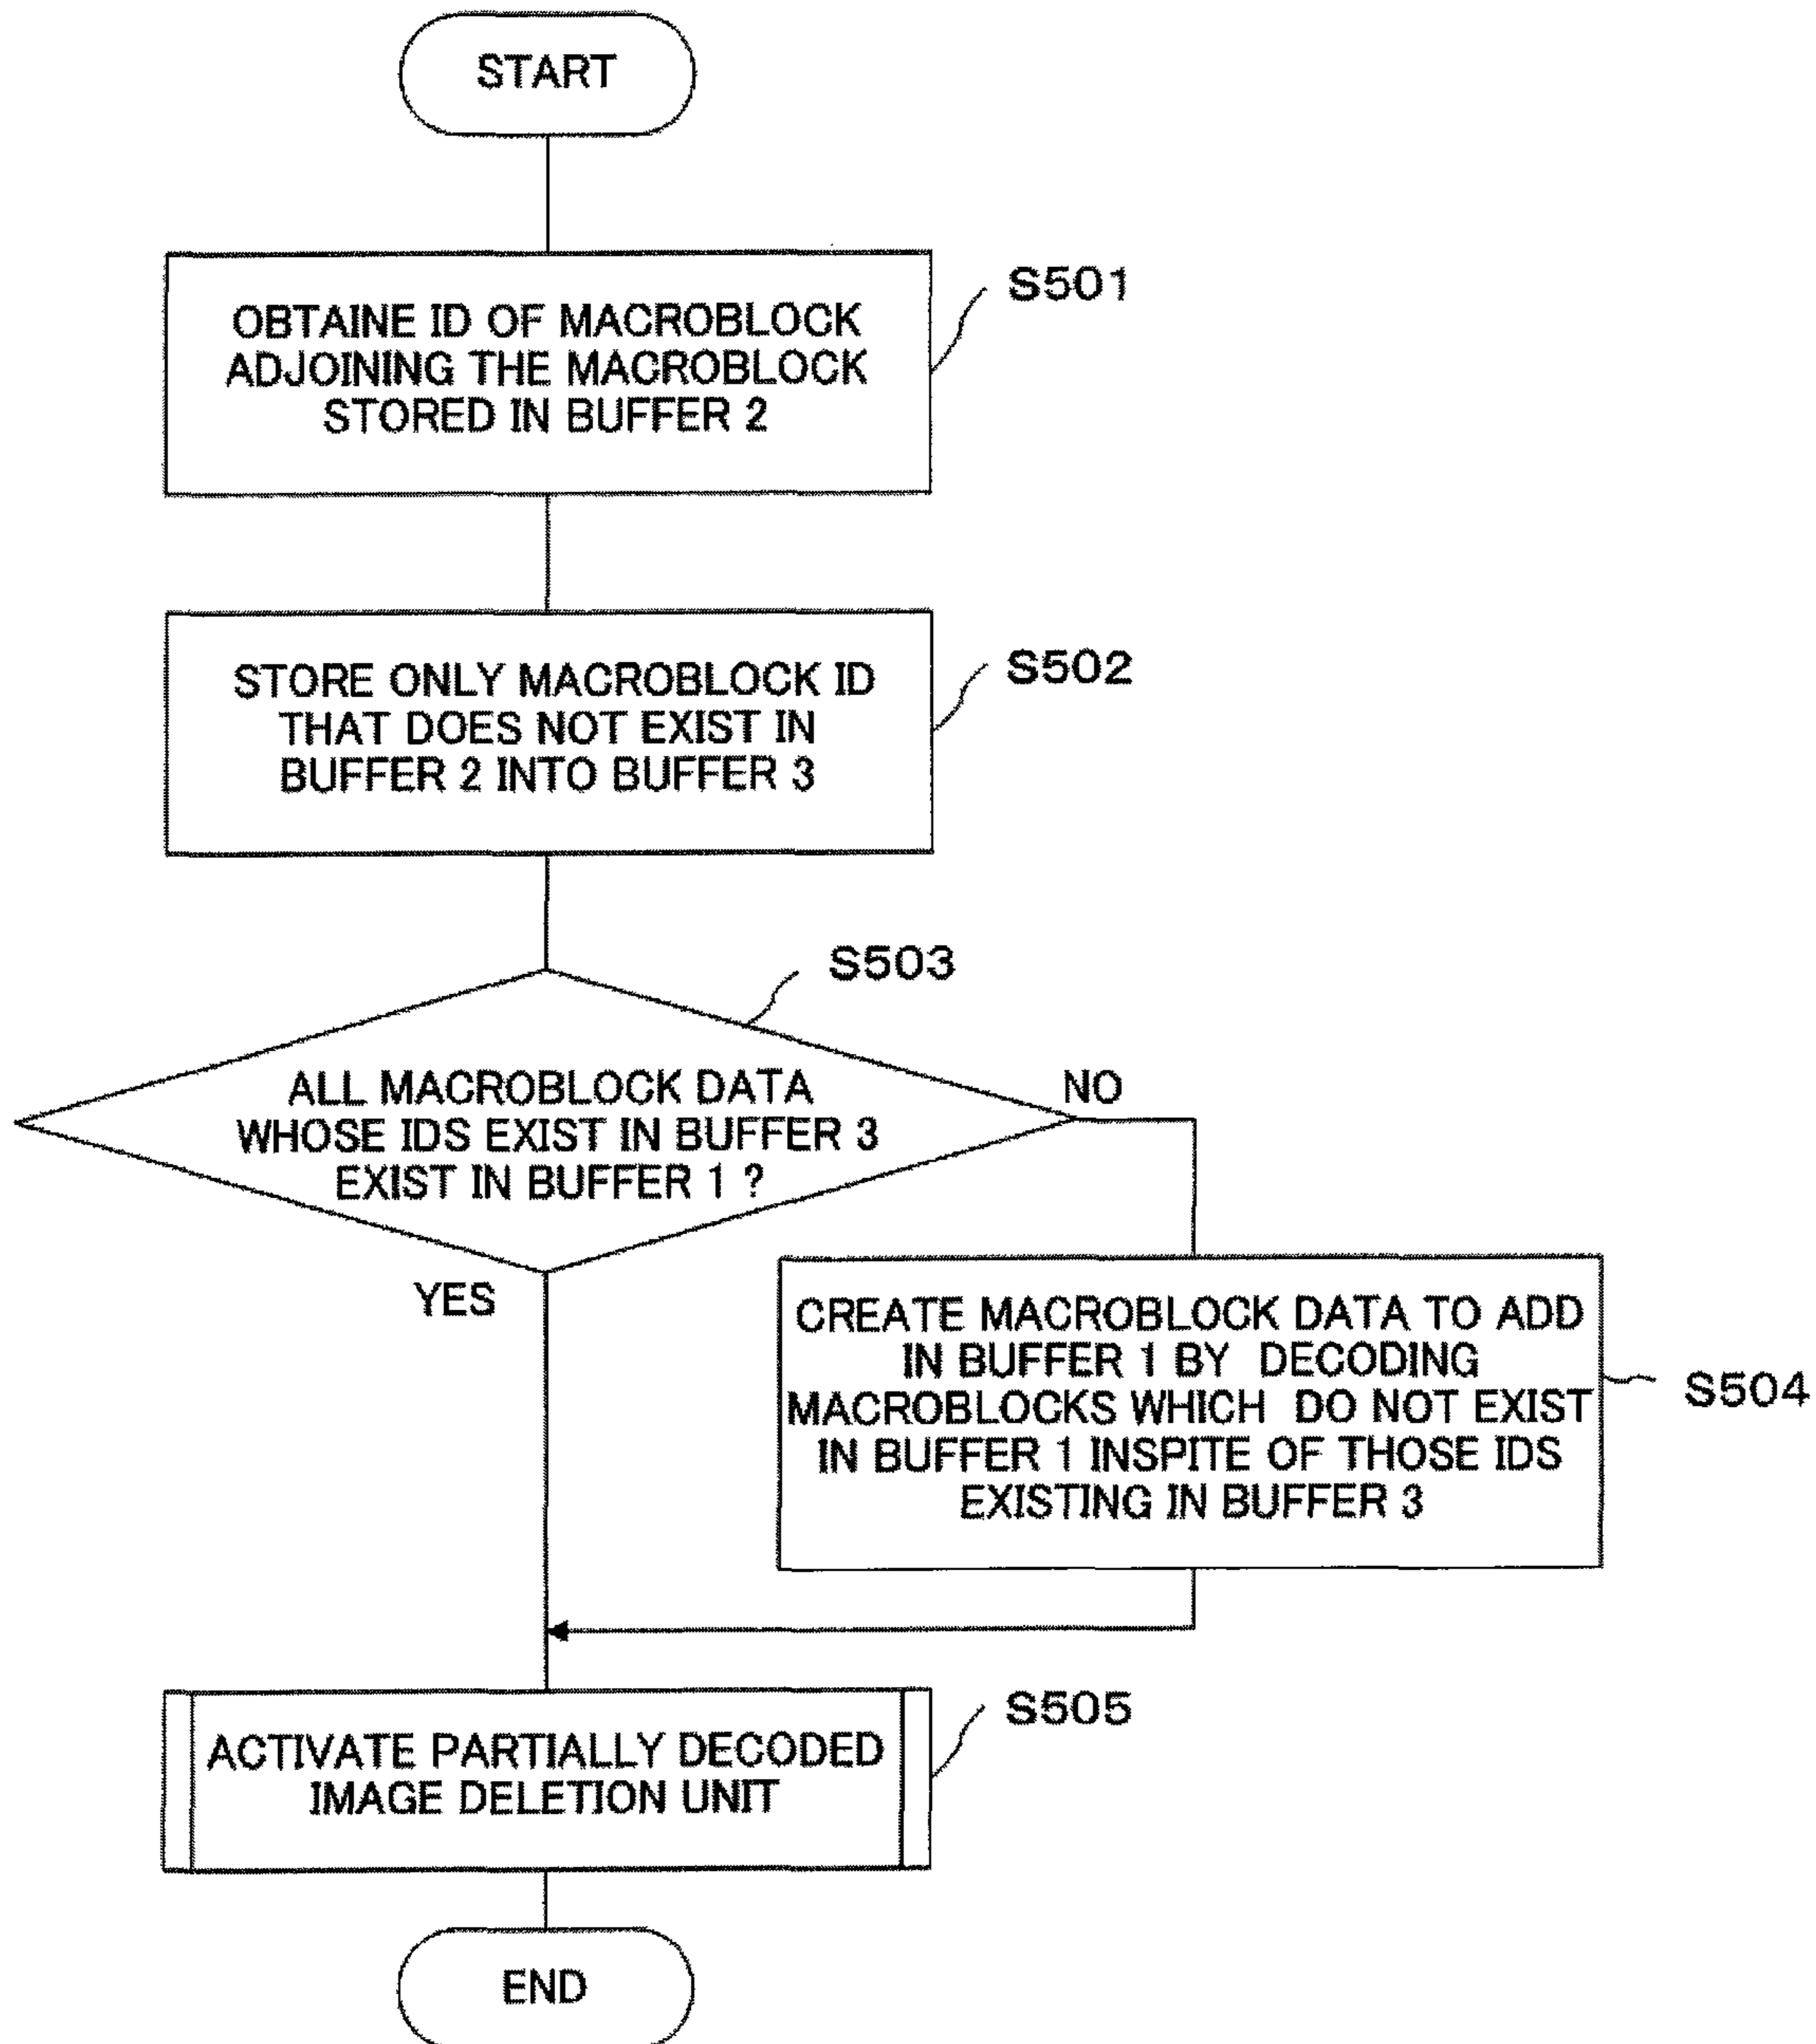 START
OBTAINE ID OF MACROBLOCK
ADJOINING THE MACROBLOCK
STORED IN BUFFER 2
S501
STORE ONLY MACROBLOCK ID
THAT DOES NOT EXIST IN
BUFFER 2 INTO BUFFER 3
S502
S503
ALL MACROBLOCK DATA
WHOSE IDS EXIST IN BUFFER 3
EXIST IN BUFFER 1 ?
NO
YES
CREATE MACROBLOCK DATA TO ADD
IN BUFFER 1 BY DECODING
MACROBLOCKS WHICH DO NOT EXIST
IN BUFFER 1 INSPITE OF THOSE IDS
EXISTING IN BUFFER 3
S504
ACTIVATE PARTIALLY DECODED
IMAGE DELETION UNIT
S505
END